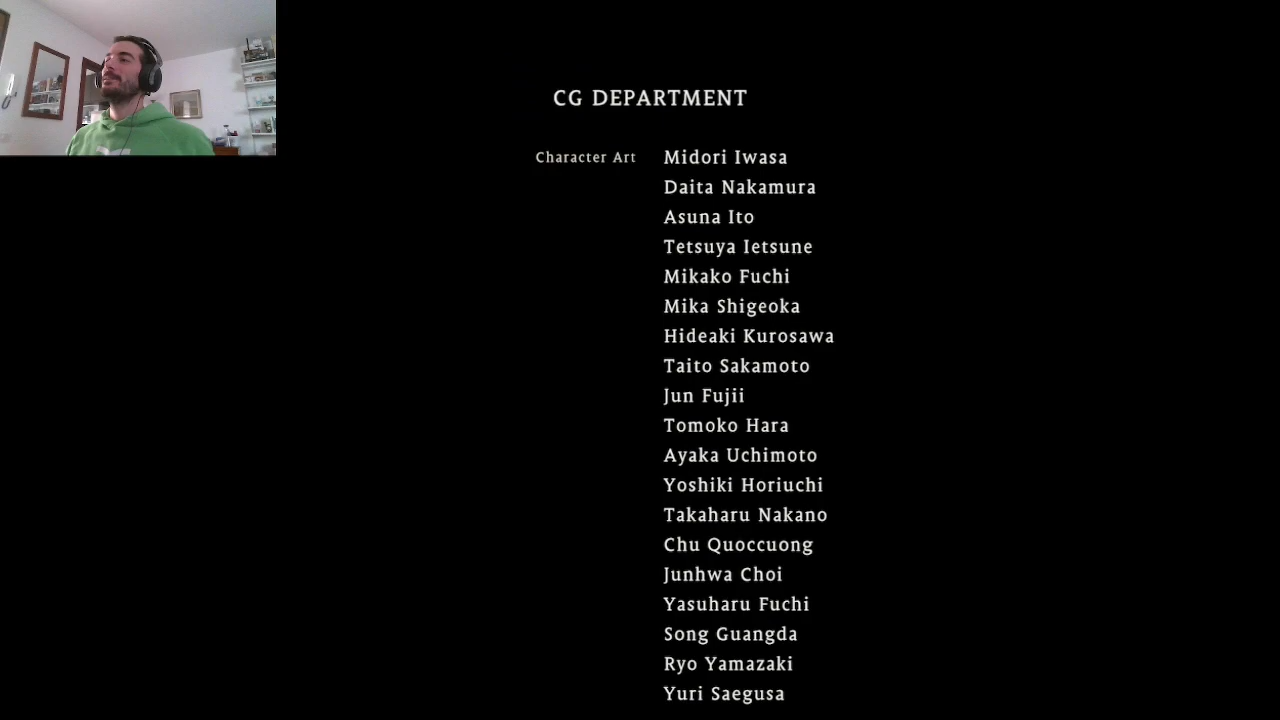 CG DEPARTMENT
Character Art Midori Iwasa
Daita Nakamura
Asuna Ito
Tetsuya Ietsune
Mikako Fuchi
Mika Shigeoka
Hideaki Kurosawa
Taito Sakamoto
Jun Fujii
Tomoko Hara
Ayaka Uchimoto
Yoshiki Horiuchi
Takaharu Nakano
Chu Quoccuong
Junhwa Choi
Yasuharu Fuchi
Song Guangda
Ryo Yamazaki
Yuri Saegusa